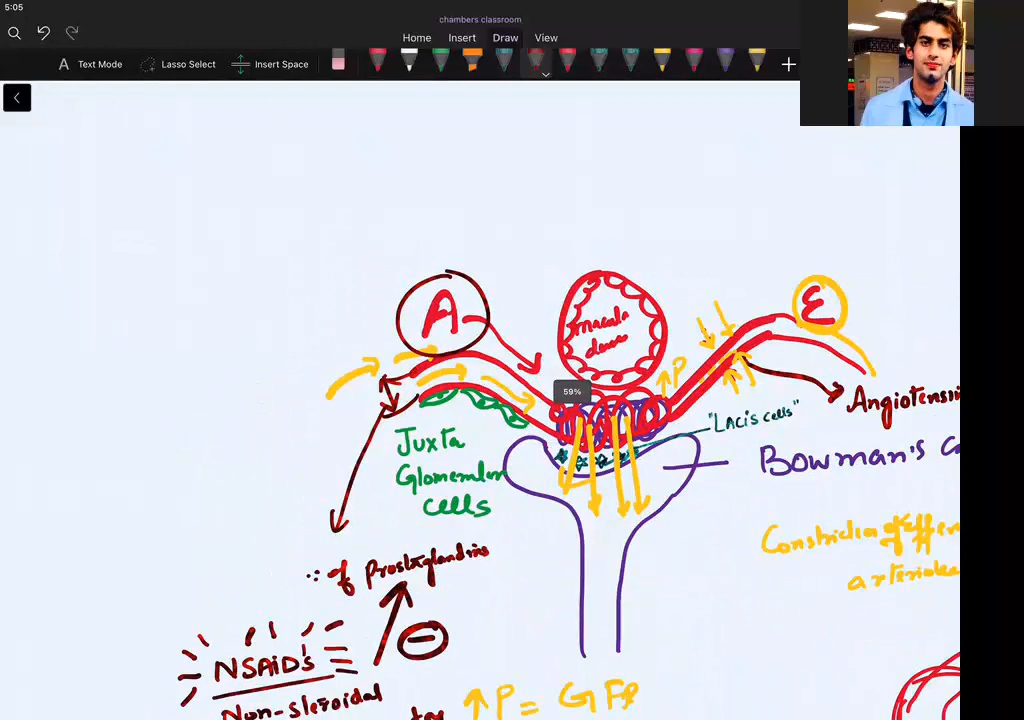 5:05
chambers classroom
Home Insert Draw View
Text Mode Lasso Select Insert Space
A
macula
densa
E
59%
P
"LACIS cells"
Angiotensi
Juxta
Glomerular
cells
Bowman's C
Constriction of Effere
arterioles
∵ of Prostaglandins
NSAiD's
Non-steroidal
↑ P = GFR